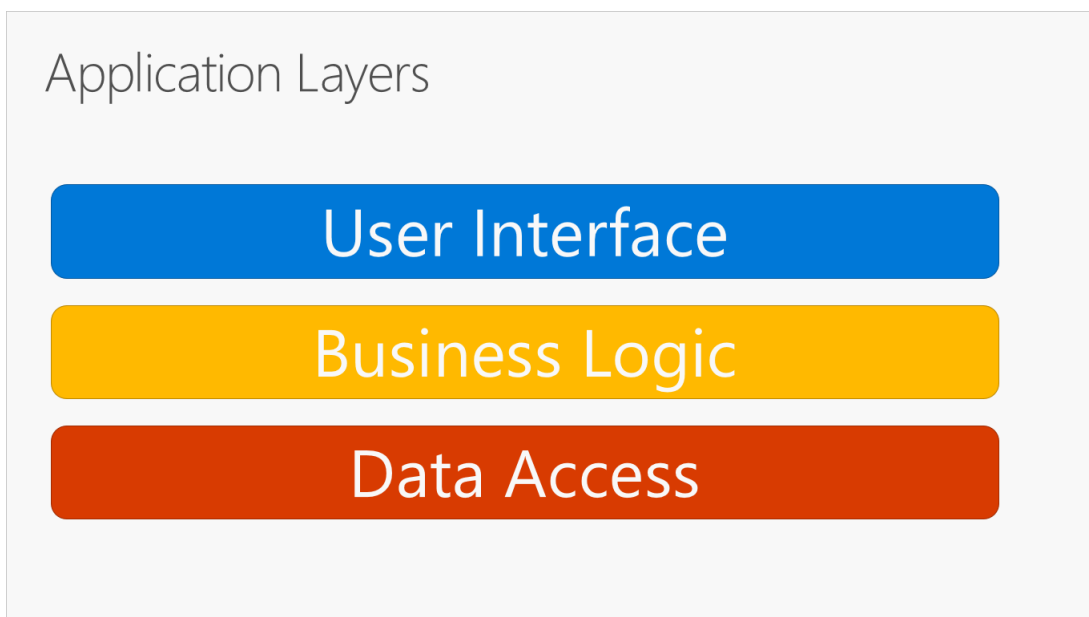 Application Layers
User Interface
Business Logic
Data Access